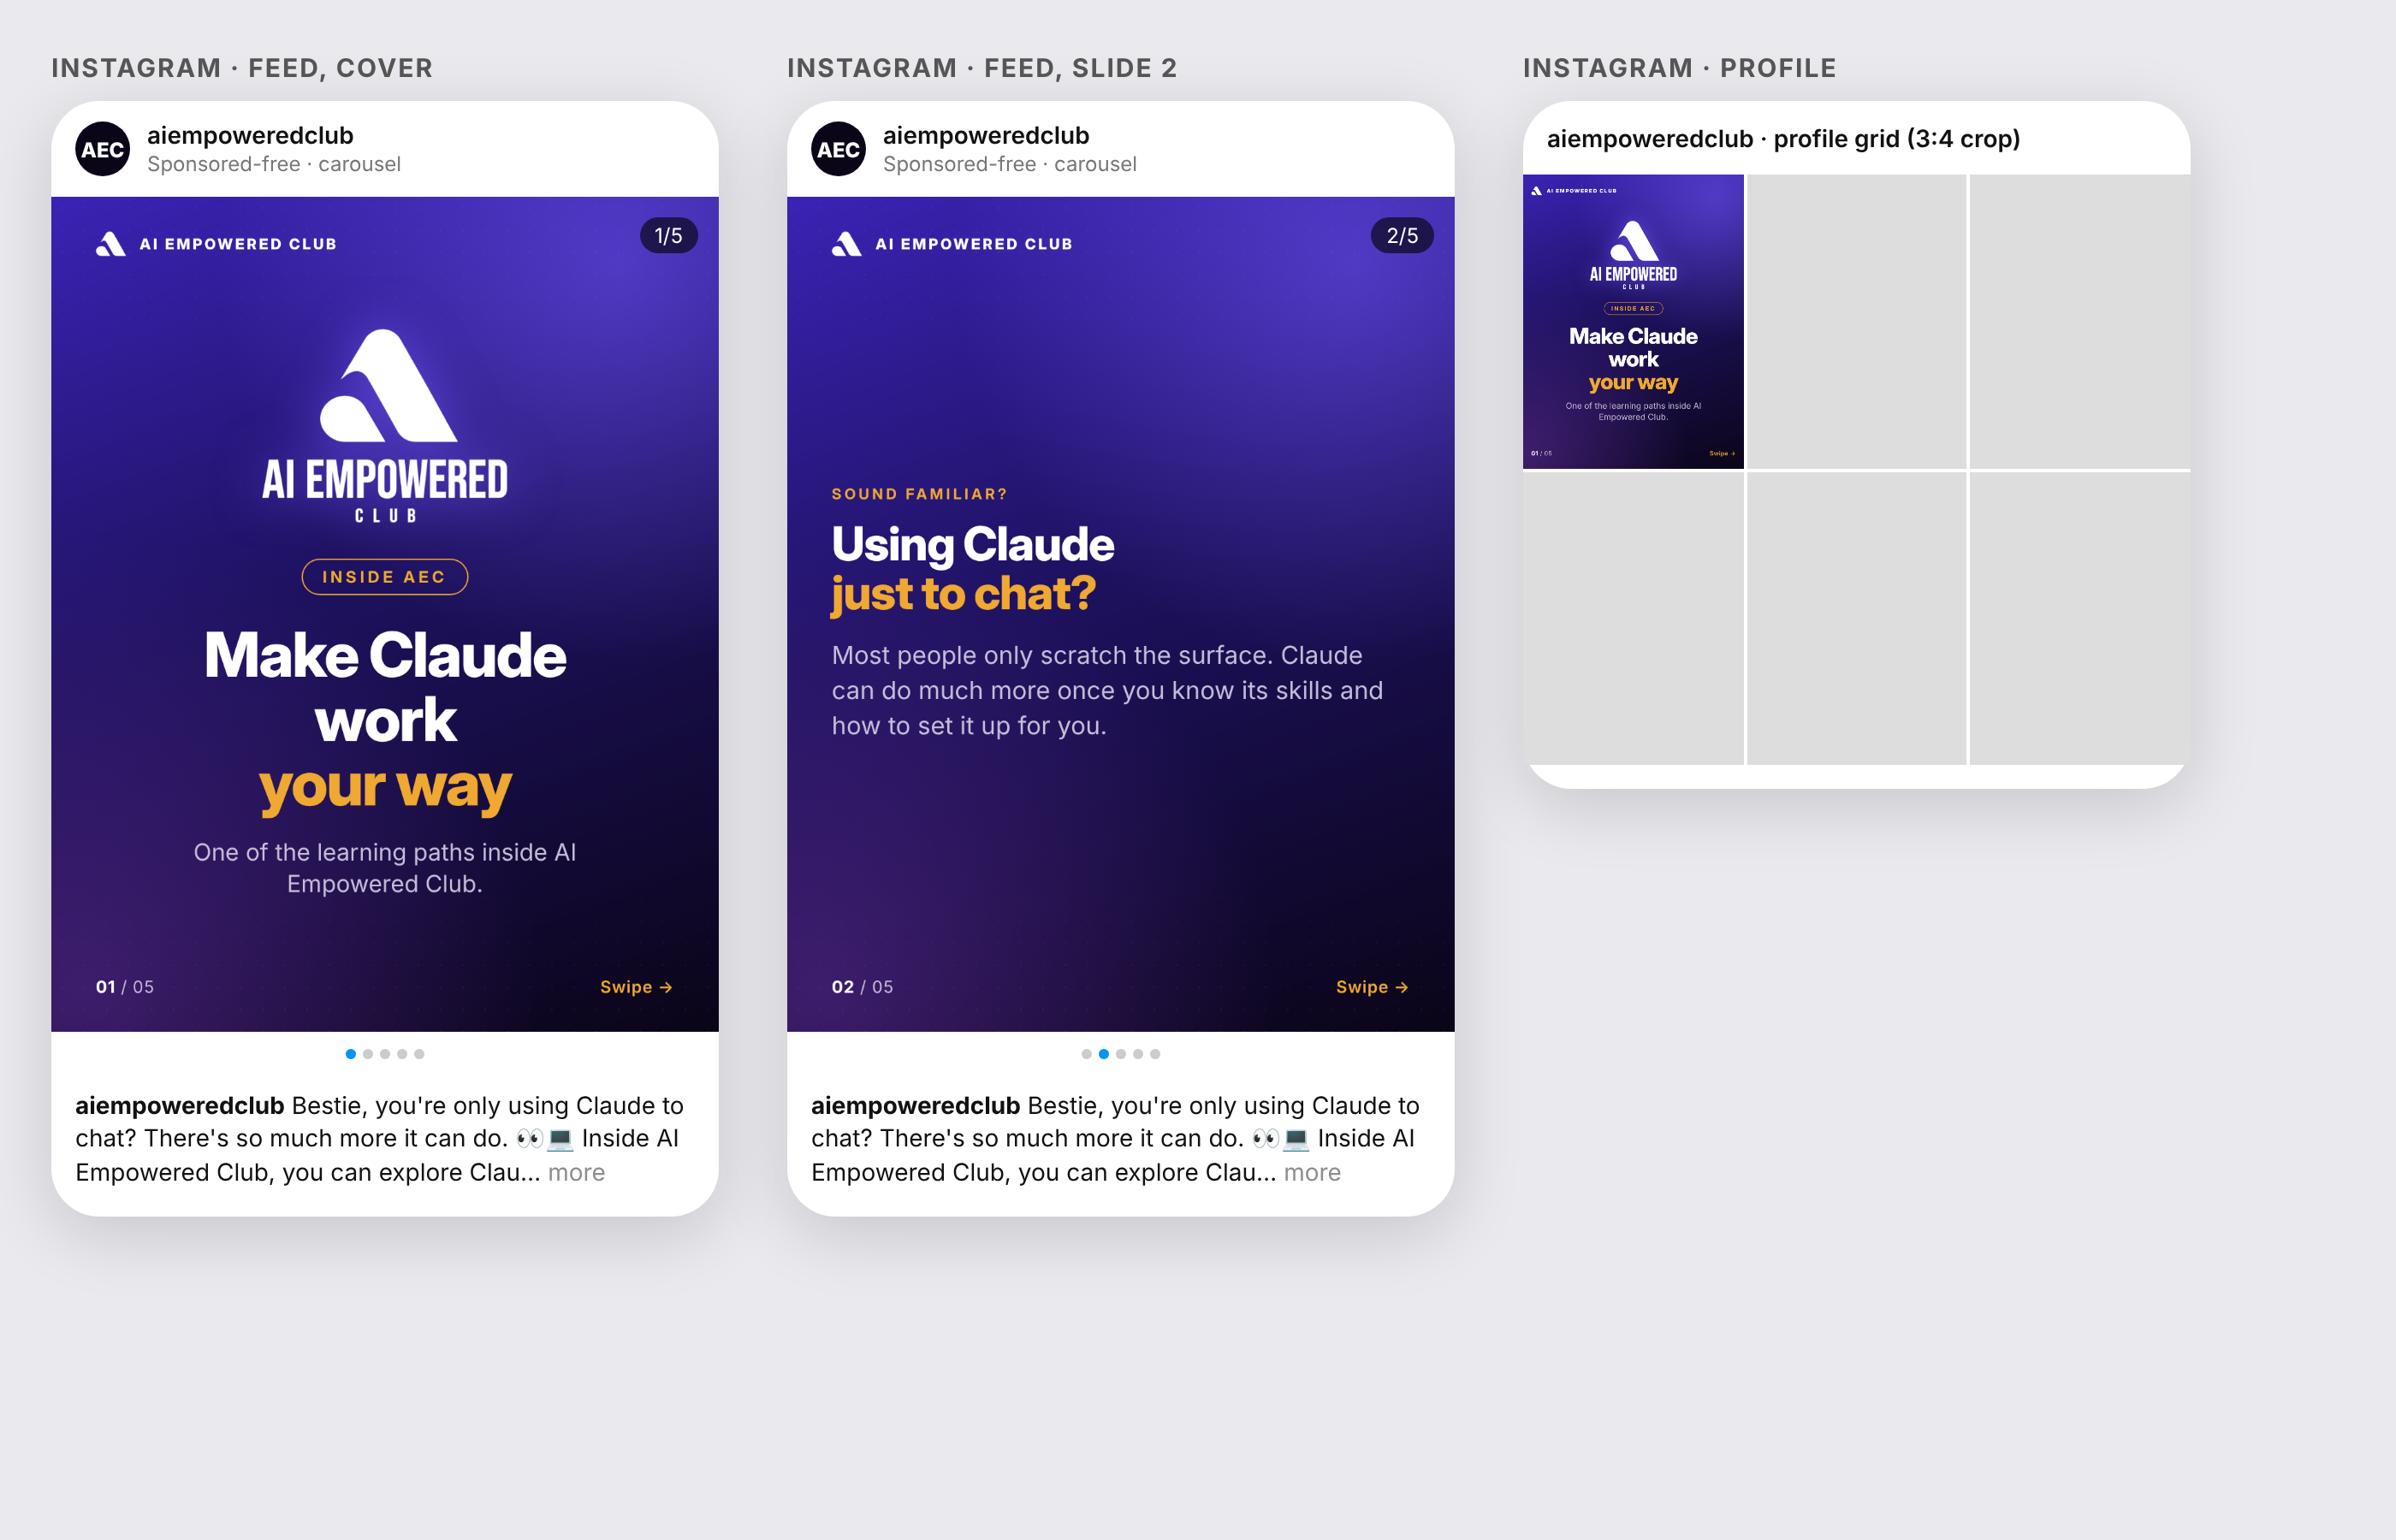 INSTAGRAM · FEED, COVER
AEC
aiempoweredclub
Sponsored-free · carousel
AI EMPOWERED CLUB
1/5
AI EMPOWERED
CLUB
INSIDE AEC
Make Claude
work
your way
One of the learning paths inside AI
Empowered Club.
01 / 05
Swipe →
aiempoweredclub Bestie, you're only using Claude to
chat? There's so much more it can do. 👀💻 Inside AI
Empowered Club, you can explore Clau... more
INSTAGRAM · FEED, SLIDE 2
AEC
aiempoweredclub
Sponsored-free · carousel
AI EMPOWERED CLUB
2/5
SOUND FAMILIAR?
Using Claude
just to chat?
Most people only scratch the surface. Claude
can do much more once you know its skills and
how to set it up for you.
02 / 05
Swipe →
aiempoweredclub Bestie, you're only using Claude to
chat? There's so much more it can do. 👀💻 Inside AI
Empowered Club, you can explore Clau... more
INSTAGRAM · PROFILE
aiempoweredclub · profile grid (3:4 crop)
AI EMPOWERED CLUB
AI EMPOWERED
CLUB
INSIDE AEC
Make Claude
work
your way
One of the learning paths inside AI
Empowered Club.
01 / 05
Swipe →